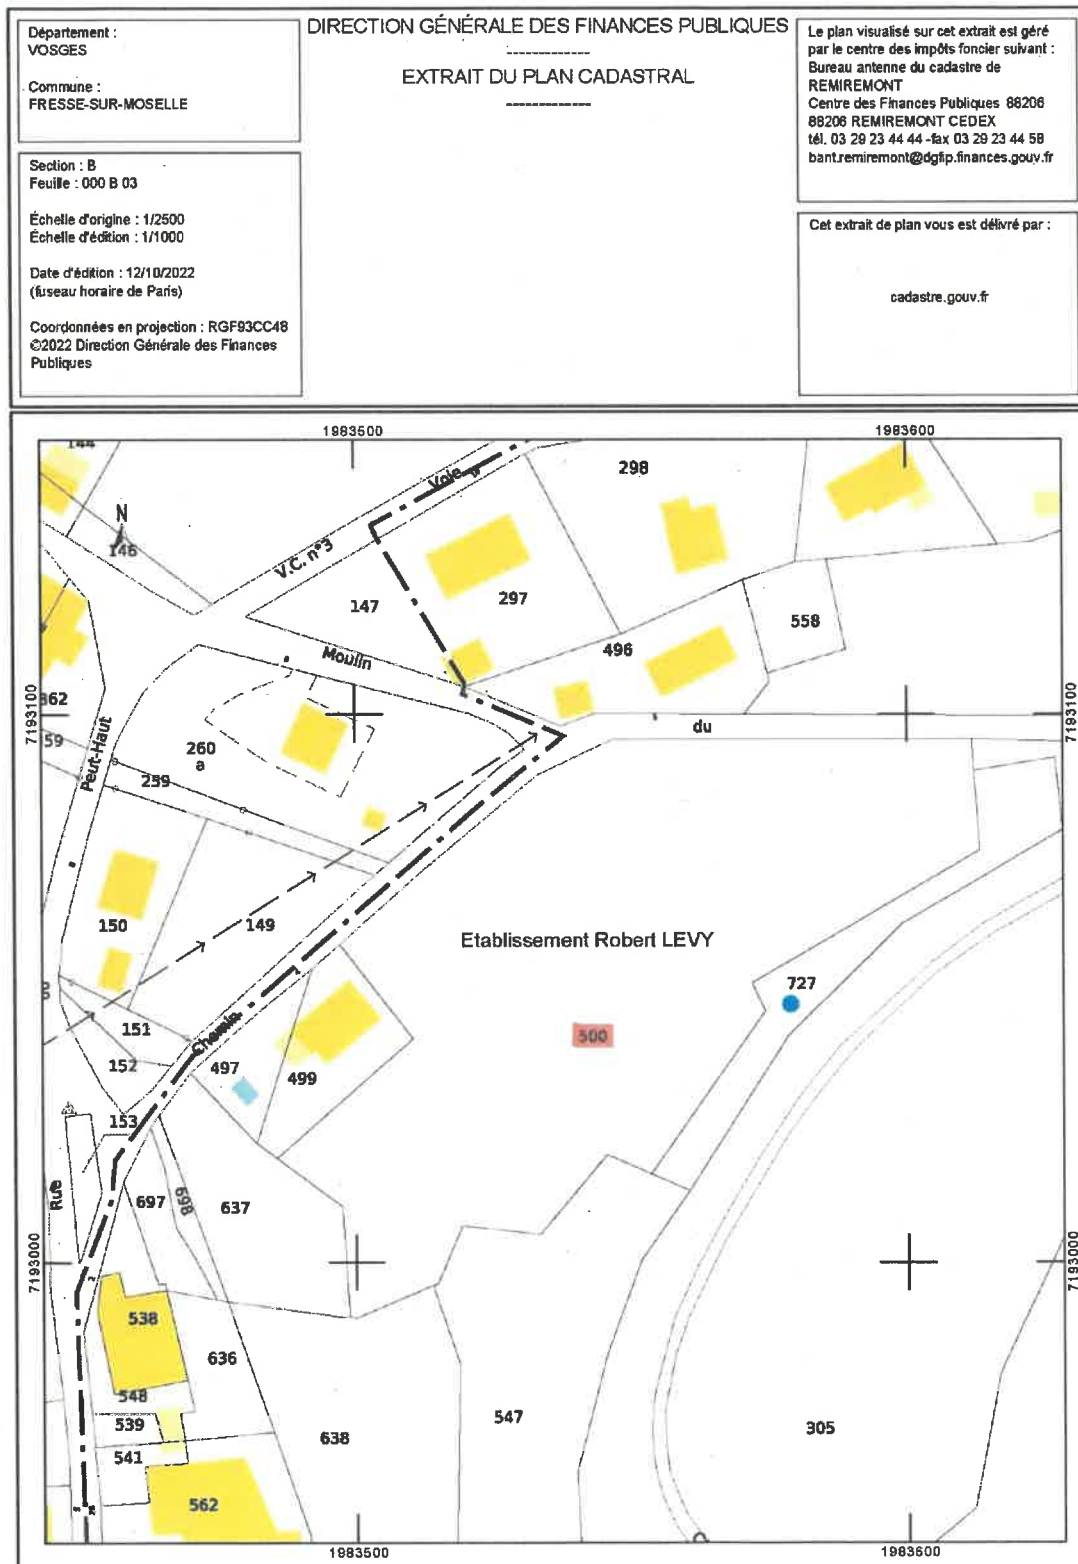 Département :
VOSGES
Commune :
FRESSE-SUR-MOSELLE
Section : B
Feuille : 000 B 03
Échelle d'origine : 1/2500
Échelle d'édition : 1/1000
Date d'édition : 12/10/2022
(fuseau horaire de Paris)
Coordonnées en projection : RGF93CC48
©2022 Direction Générale des Finances
Publiques
DIRECTION GÉNÉRALE DES FINANCES PUBLIQUES
-------------
EXTRAIT DU PLAN CADASTRAL
-------------
Le plan visualisé sur cet extrait est géré
par le centre des impôts foncier suivant :
Bureau antenne du cadastre de
REMIREMONT
Centre des Finances Publiques 88206
88206 REMIREMONT CEDEX
tél. 03 29 23 44 44 -fax 03 29 23 44 58
bant.remiremont@dgfip.finances.gouv.fr
Cet extrait de plan vous est délivré par :
cadastre.gouv.fr
1983500
1983600
144
Voie
298
N
146
V.C. n°3
147
297
558
Moulin
496
362
7193100
7193100
du
59
Peut-Haut
260
a
259
150
149
Etablissement Robert LEVY
727
151
Chemin
500
152
497
499
153
Rue
697
698
637
7193000
7193000
538
636
548
539
547
305
638
541
562
1983500
1983600